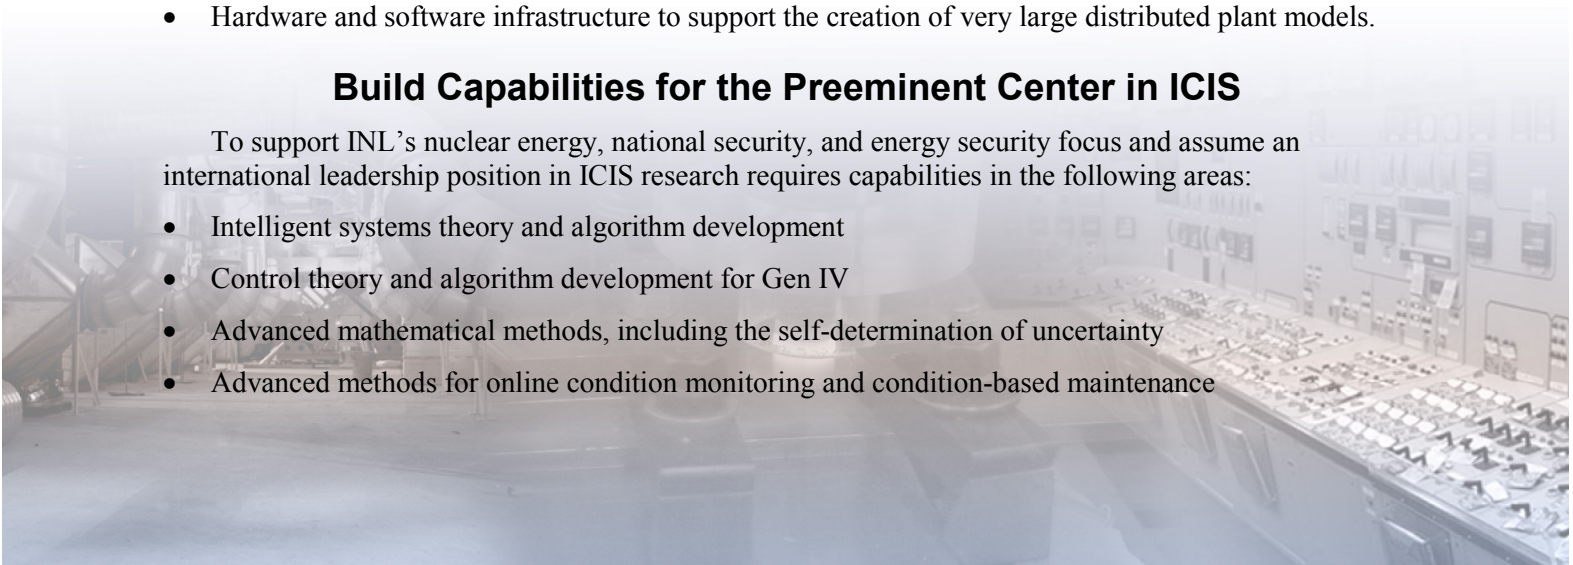 • Hardware and software infrastructure to support the creation of very large distributed plant models.
Build Capabilities for the Preeminent Center in ICIS
To support INL’s nuclear energy, national security, and energy security focus and assume an
international leadership position in ICIS research requires capabilities in the following areas:
• Intelligent systems theory and algorithm development
• Control theory and algorithm development for Gen IV
• Advanced mathematical methods, including the self-determination of uncertainty
• Advanced methods for online condition monitoring and condition-based maintenance